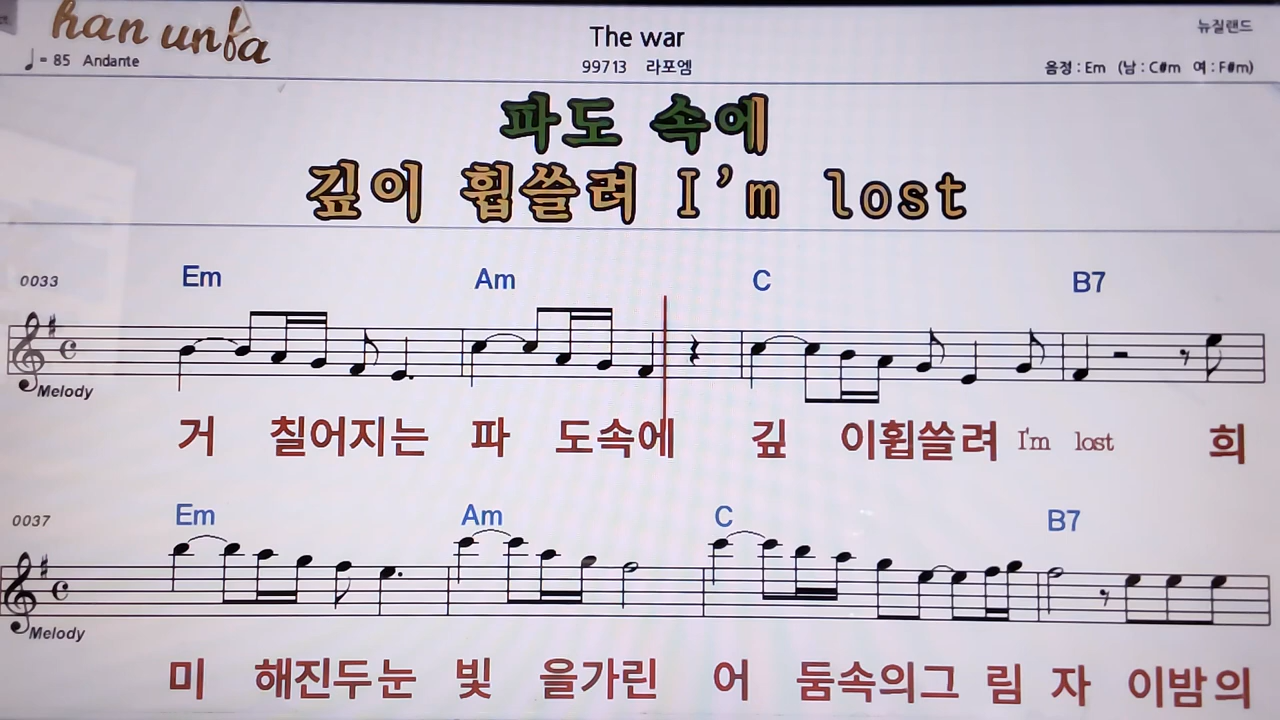 han unfa
The war
뉴질랜드
♩ = 85 Andante
99713 라포엠
음정 : Em (남 : C#m 여 : F#m)
파도 속에
깊이 휩쓸려 I'm lost
0033 Em Am C B7
Melody
거 칠어지는 파 도속에 깊 이휩쓸려 I'm lost 희
0037 Em Am C B7
Melody
미 해진두눈 빛 을가린 어 둠속의그 림 자 이밤의